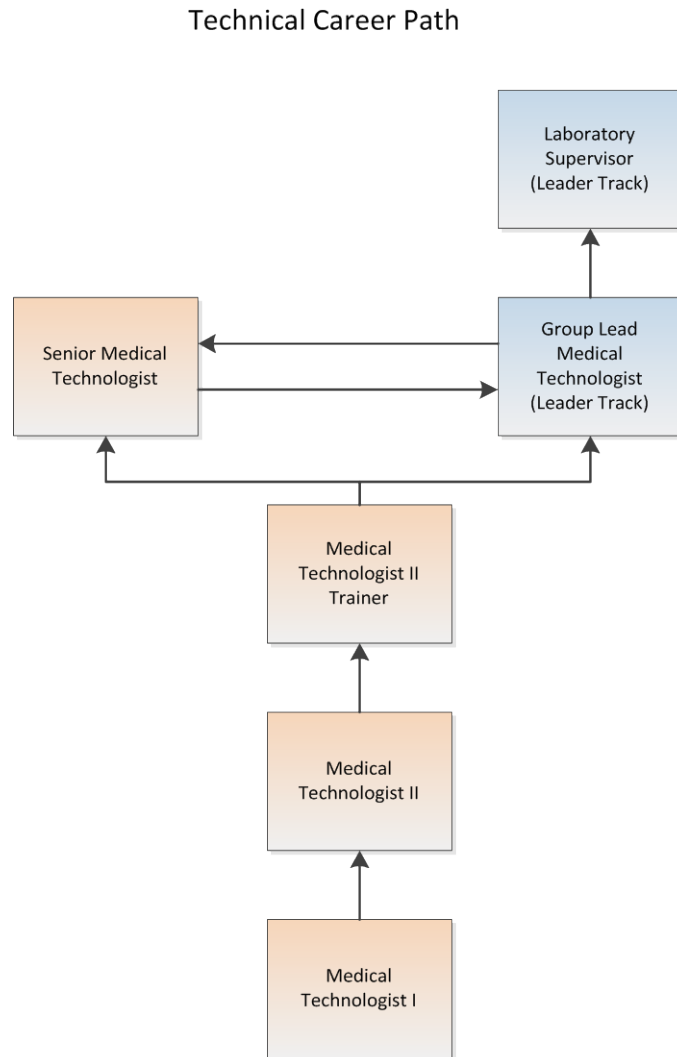 Technical Career Path
Laboratory
Supervisor
(Leader Track)
Senior Medical
Technologist
Group Lead
Medical
Technologist
(Leader Track)
Medical
Technologist II
Trainer
Medical
Technologist II
Medical
Technologist I